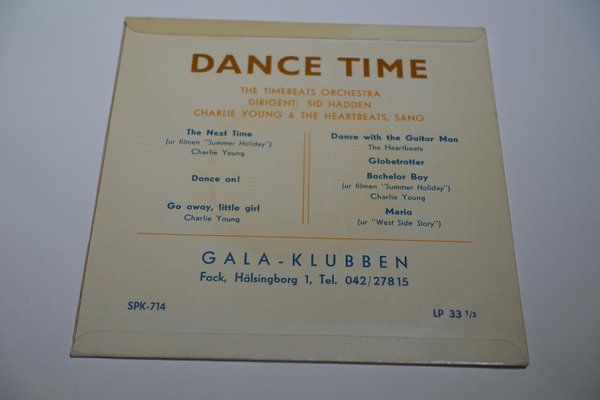 DANCE TIME
THE TIMEBEATS ORCHESTRA
DIRIGENT: SID HADDEN
CHARLIE YOUNG & THE HEARTBEATS, SANG
The Next Time
(ur filmen "Summer Holiday")
Charlie Young
Dance on!
Go away, little girl
Charlie Young
Dance with the Guitar Man
The Heartbeats
Globetrotter
Bachelor Boy
(ur filmen "Summer Holiday")
Charlie Young
Maria
(ur "West Side Story")
GALA - KLUBBEN
Fack, Hälsingborg 1, Tel. 042/27815
SPK-714
LP 33 1/3